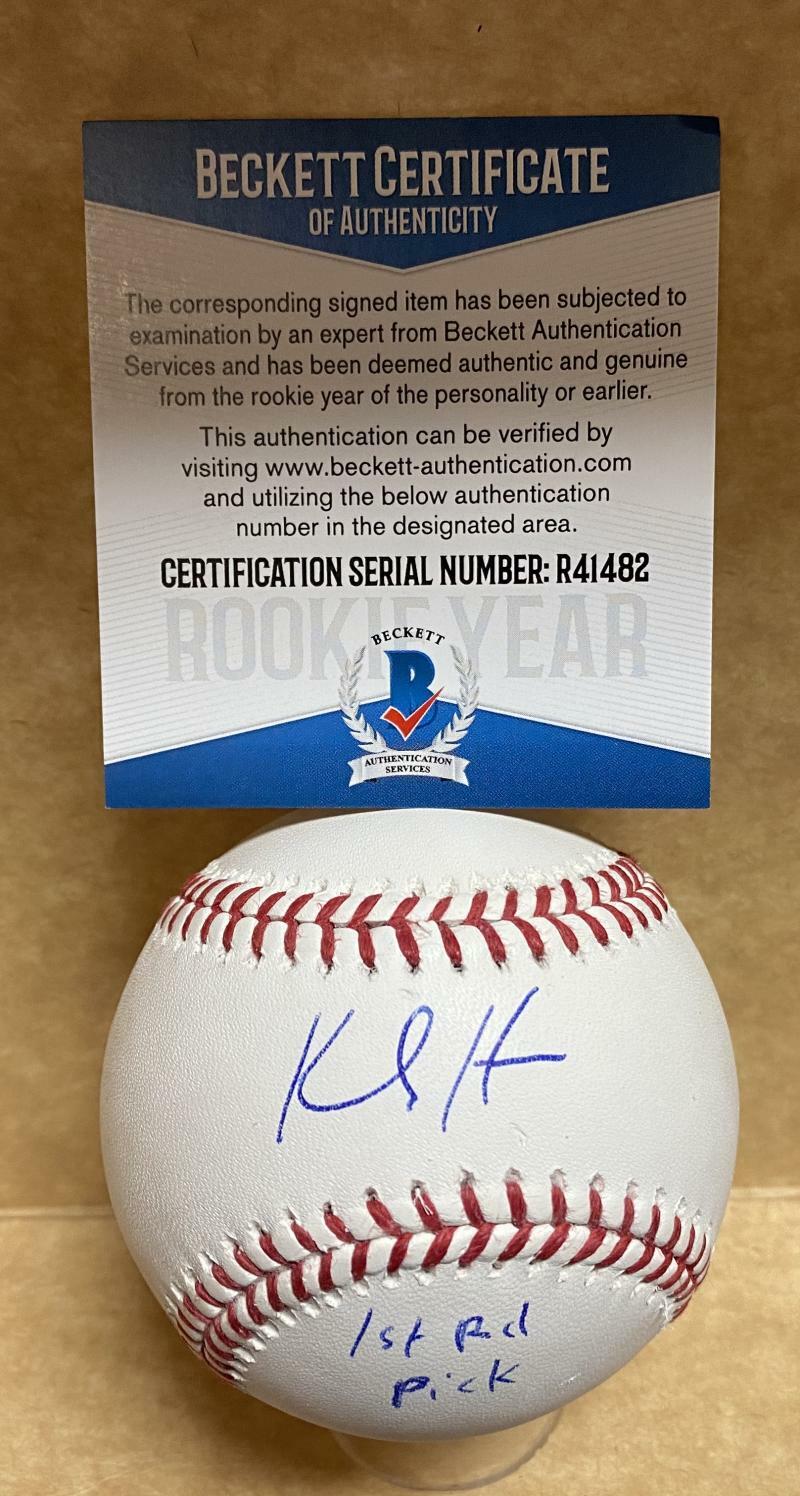 BECKETT CERTIFICATE
OF AUTHENTICITY
The corresponding signed item has been subjected to
examination by an expert from Beckett Authentication
Services and has been deemed authentic and genuine
from the rookie year of the personality or earlier.
This authentication can be verified by
visiting www.beckett-authentication.com
and utilizing the below authentication
number in the designated area.
CERTIFICATION SERIAL NUMBER: R41482
ROOKIE YEAR
BECKETT
B
AUTHENTICATION
SERVICES
1st Rd
Pick